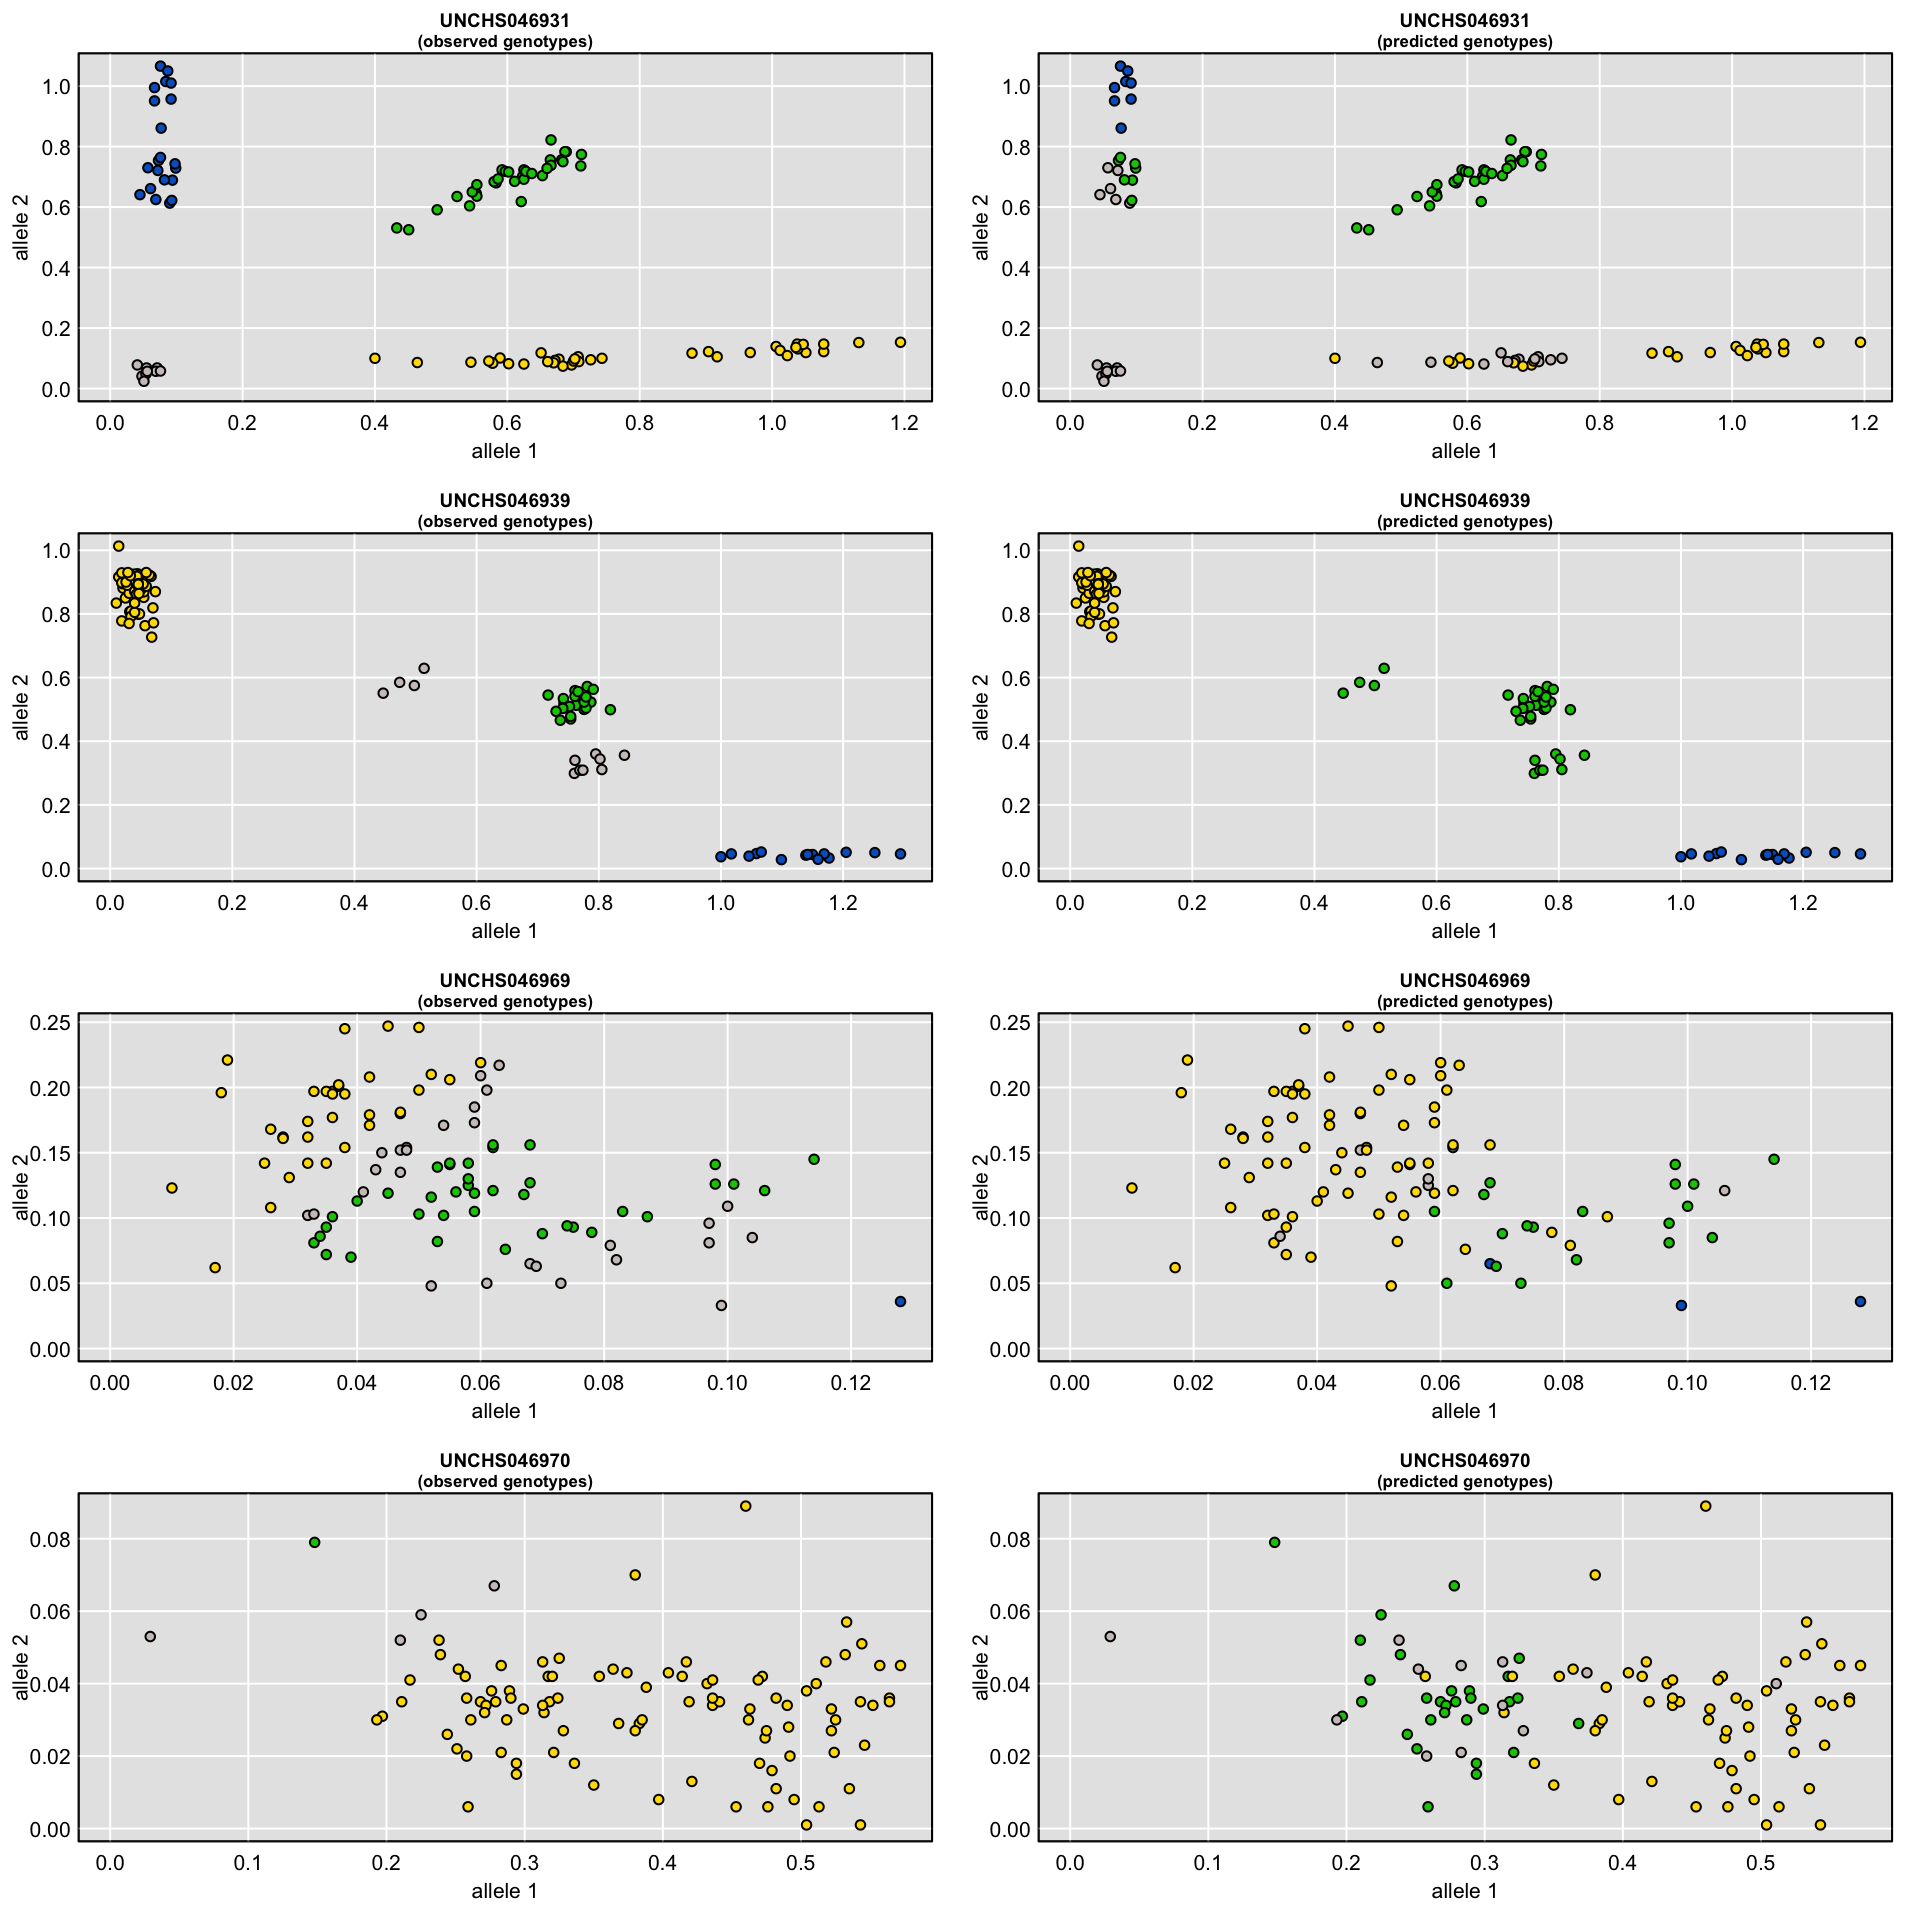 UNCHS046931
(observed genotypes)
allele 2
1.0
0.8
0.6
0.4
0.2
0.0
0.0 0.2 0.4 0.6 0.8 1.0 1.2
allele 1
UNCHS046931
(predicted genotypes)
allele 2
1.0
0.8
0.6
0.4
0.2
0.0
0.0 0.2 0.4 0.6 0.8 1.0 1.2
allele 1
UNCHS046939
(observed genotypes)
allele 2
1.0
0.8
0.6
0.4
0.2
0.0
0.0 0.2 0.4 0.6 0.8 1.0 1.2
allele 1
UNCHS046939
(predicted genotypes)
allele 2
1.0
0.8
0.6
0.4
0.2
0.0
0.0 0.2 0.4 0.6 0.8 1.0 1.2
allele 1
UNCHS046969
(observed genotypes)
allele 2
0.25
0.20
0.15
0.10
0.05
0.00
0.00 0.02 0.04 0.06 0.08 0.10 0.12
allele 1
UNCHS046969
(predicted genotypes)
allele 2
0.25
0.20
0.15
0.10
0.05
0.00
0.00 0.02 0.04 0.06 0.08 0.10 0.12
allele 1
UNCHS046970
(observed genotypes)
allele 2
0.08
0.06
0.04
0.02
0.00
0.0 0.1 0.2 0.3 0.4 0.5
allele 1
UNCHS046970
(predicted genotypes)
allele 2
0.08
0.06
0.04
0.02
0.00
0.0 0.1 0.2 0.3 0.4 0.5
allele 1